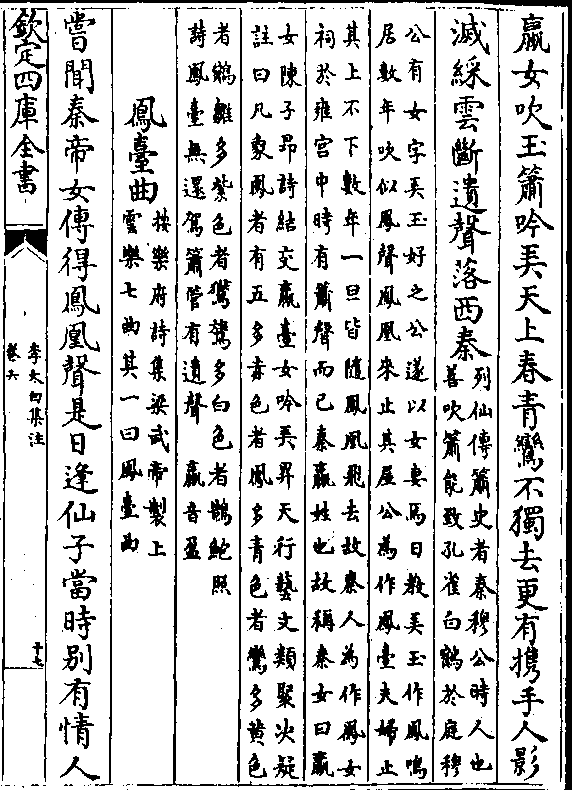 嬴女吹玉簫吟弄天上春青鸞不獨去更有携手人影
滅綵雲斷遺聲落西秦
列仙傳簫史者秦穆公時人也
善吹簫能致孔雀白鶴於庭穆
公有女字弄玉好之公遂以女妻焉日教弄玉作鳳鳴
居數年吹似鳳聲鳳凰來止其屋公為作鳳臺夫婦止
其上不下數年一旦皆隨鳳凰飛去故秦人為作鳳女
祠於雍宮中時有簫聲而已秦嬴姓也故稱秦女曰嬴
女陳子昂詩結交嬴臺女吟弄昇天行藝文類聚決疑
註曰凡象鳳者有五多赤色者鳳多青色者鸞多黃色
者鵷雛多紫色者鸑鷟多白色者鵠鮑照
詩鳳臺無還駕簫管有遺聲 嬴音盈
鳳臺曲
按樂府詩集梁武帝製上
雲樂七曲其一曰鳳臺曲
嘗聞秦帝女傳得鳳凰聲是日逢仙子當時別有情人
欽定四庫全書
李太白集注
卷六
十七